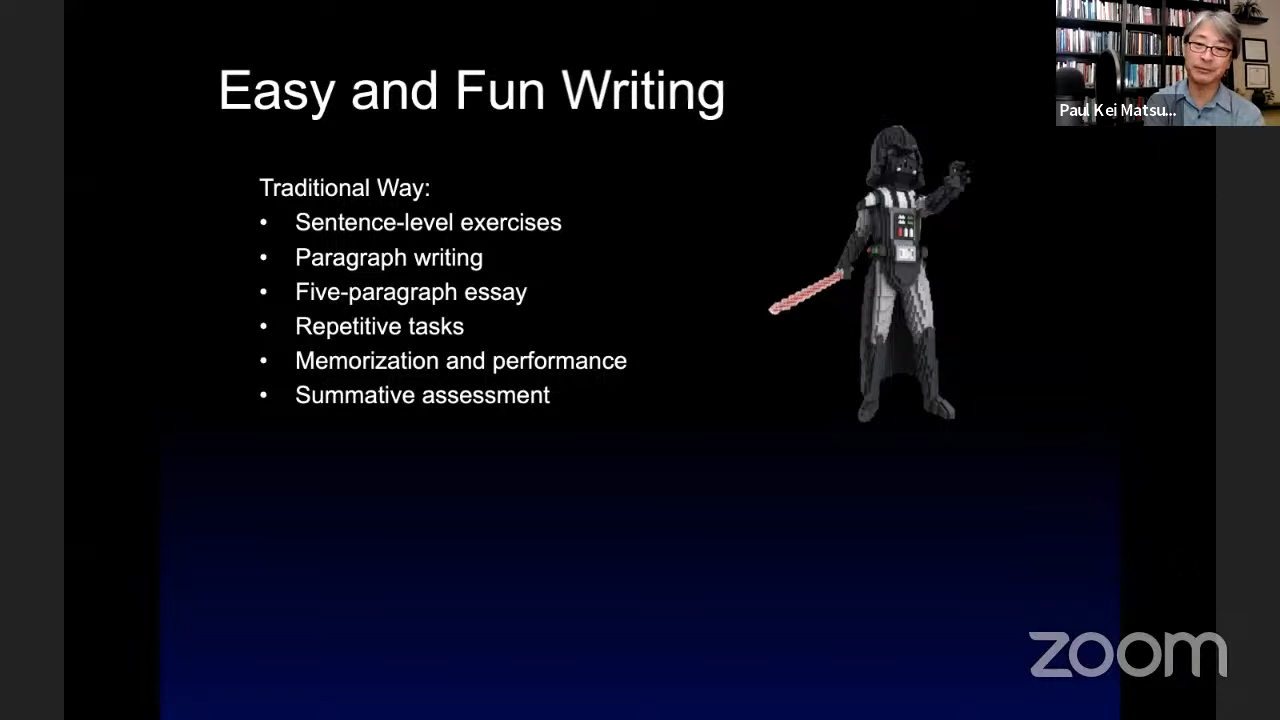 Easy and Fun Writing
Paul Kei Matsu...
Traditional Way:
• Sentence-level exercises
• Paragraph writing
• Five-paragraph essay
• Repetitive tasks
• Memorization and performance
• Summative assessment
zoom